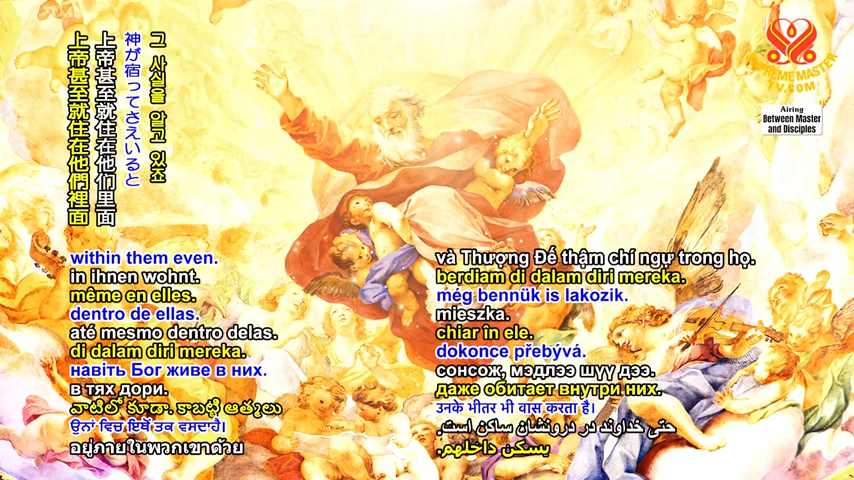 그 사실을 알고 있죠
神が宿ってさえいると
上帝甚至就住在他们里面
上帝甚至就住在他們裡面
SUPREME MASTER
TV.COM
Airing
Between Master
and Disciples
within them even.
in ihnen wohnt.
même en elles.
dentro de ellas.
até mesmo dentro delas.
di dalam diri mereka.
навіть Бог живе в них.
в тях дори.
వాటిలో కూడా. కాబట్టి ఆత్మలు
ਉਨਾਂ ਵਿਚ ਇਥੋਂ ਤਕ ਵਸਦਾਹੈ।
อยู่ภายในพวกเขาด้วย
và Thượng Đế thậm chí ngự trong họ.
berdiam di dalam diri mereka.
még bennük is lakozik.
mieszka.
chiar în ele.
dokonce přebývá.
сонсож, мэдлээ шүү дээ.
даже обитает внутри них.
उनके भीतर भी वास करता है।
حتی خداوند در درونشان ساکن است.
يسكن داخلهم.